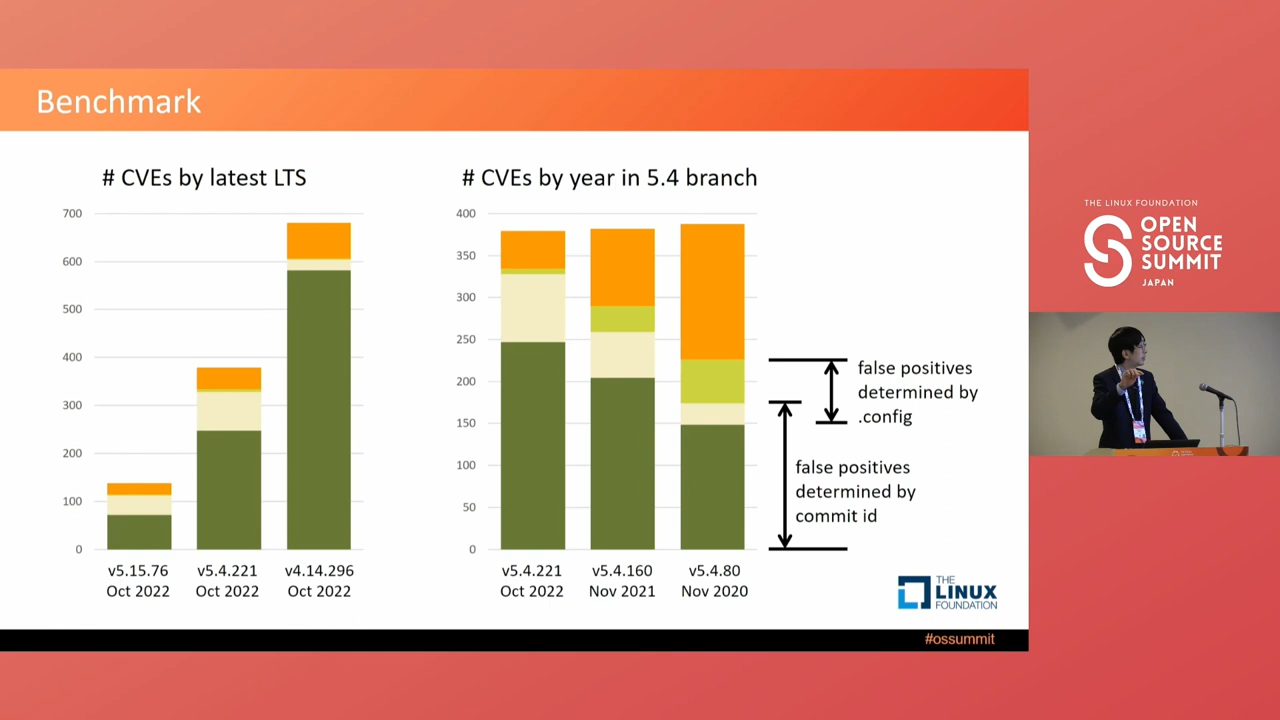 Benchmark
# CVEs by latest LTS
700
600
500
400
300
200
100
0
v5.15.76
Oct 2022
v5.4.221
Oct 2022
v4.14.296
Oct 2022
# CVEs by year in 5.4 branch
400
350
300
250
200
150
100
50
0
v5.4.221
Oct 2022
v5.4.160
Nov 2021
v5.4.80
Nov 2020
false positives
determined by
.config
false positives
determined by
commit id
THE
LINUX
FOUNDATION
#ossummit
THE LINUX FOUNDATION
OPEN
SOURCE
SUMMIT
JAPAN